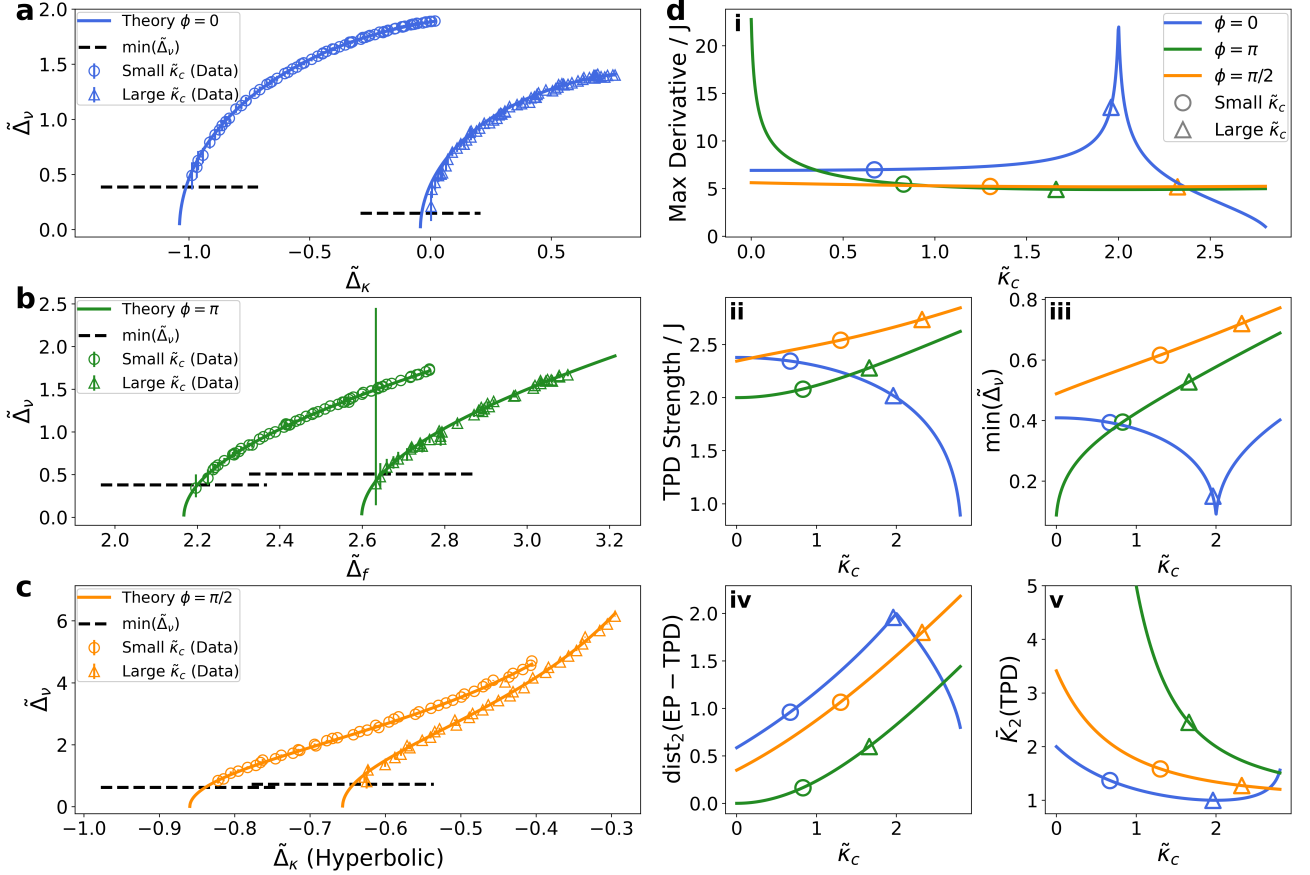 a
2.0
1.5
1.0
0.5
0.0
Δ̃ν
Theory ϕ = 0
min(Δ̃ν)
Small κ̃c (Data)
Large κ̃c (Data)
−1.0
−0.5
0.0
0.5
Δ̃κ
b
2.5
2.0
1.5
1.0
0.5
0.0
Δ̃ν
Theory ϕ = π
min(Δ̃ν)
Small κ̃c (Data)
Large κ̃c (Data)
2.0
2.2
2.4
2.6
2.8
3.0
3.2
Δ̃f
c
6
4
2
0
Δ̃ν
Theory ϕ = π/2
min(Δ̃ν)
Small κ̃c (Data)
Large κ̃c (Data)
−1.0
−0.9
−0.8
−0.7
−0.6
−0.5
−0.4
−0.3
Δ̃κ (Hyperbolic)
d
i
20
15
10
5
0
Max Derivative / J
ϕ = 0
ϕ = π
ϕ = π/2
Small κ̃c
Large κ̃c
0.0
0.5
1.0
1.5
2.0
2.5
κ̃c
ii
2.5
2.0
1.5
1.0
TPD Strength / J
0
1
2
κ̃c
iii
0.8
0.6
0.4
0.2
min(Δ̃ν)
0
1
2
κ̃c
iv
2.0
1.5
1.0
0.5
0.0
dist2(EP − TPD)
0
1
2
κ̃c
v
5
4
3
2
1
K̄2(TPD)
0
1
2
κ̃c